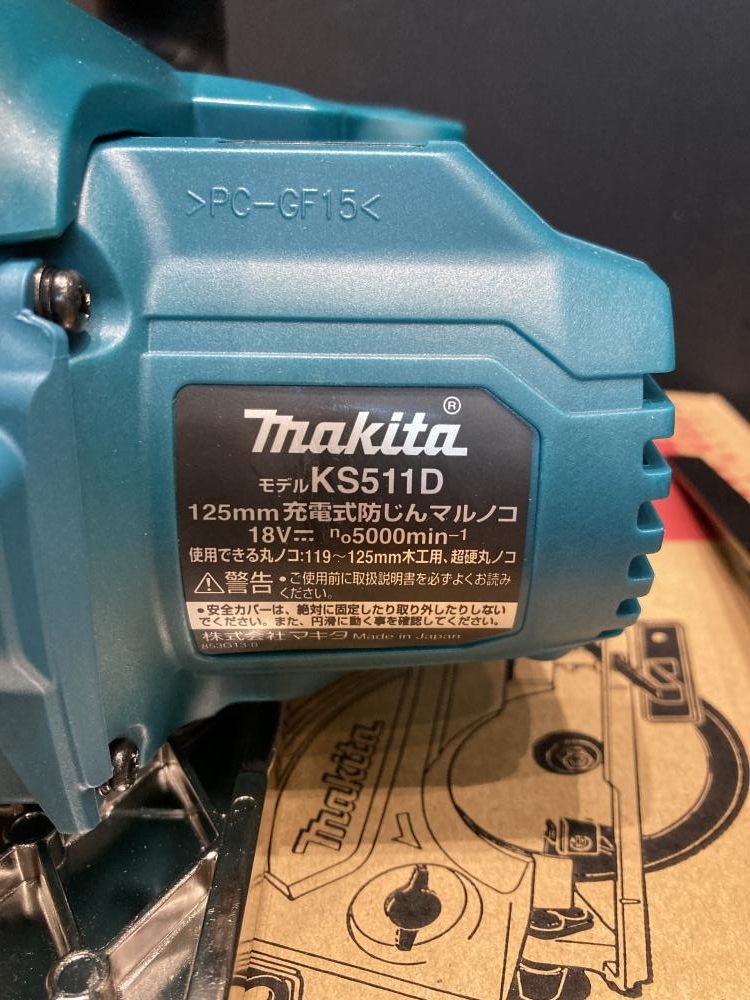 >PC-GF15<
makita®
モデル KS511D
125mm 充電式防じんマルノコ
18V⎓ n₀5000min⁻¹
使用できる丸ノコ:119~125mm木工用、超硬丸ノコ
⚠警告 •ご使用前に取扱説明書を必ずよくお読み
ください。
•安全カバーは、絶対に固定したり取り外したりしない
でください。また、円滑に動く事を確認してください。
株式会社マキタ Made in Japan
853G13-0
makita